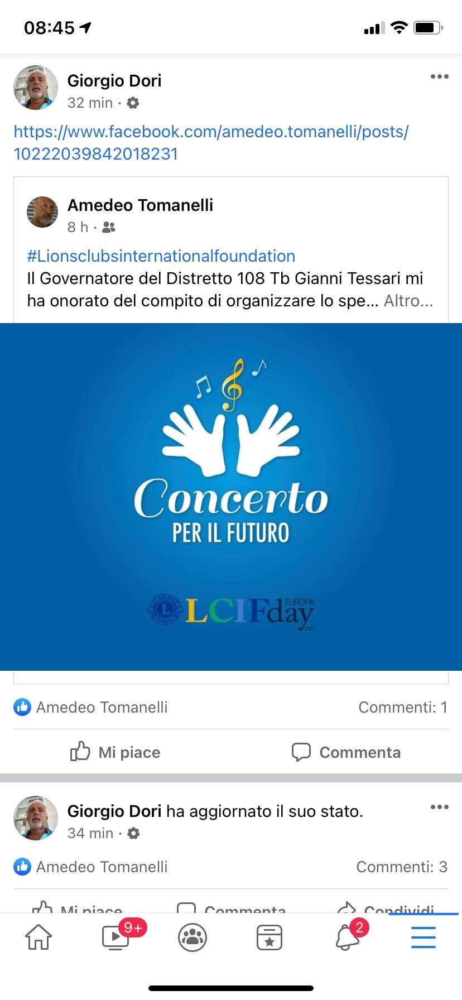 08:45
Giorgio Dori
32 min ·
https://www.facebook.com/amedeo.tomanelli/posts/
10222039842018231
Amedeo Tomanelli
8 h ·
#Lionsclubsinternationalfoundation
Il Governatore del Distretto 108 Tb Gianni Tessari mi
ha onorato del compito di organizzare lo spe... Altro...
Concerto
PER IL FUTURO
LIONS
L
LCIFday
EUROPA
2021
Amedeo Tomanelli
Commenti: 1
Mi piace
Commenta
Giorgio Dori ha aggiornato il suo stato.
34 min ·
Amedeo Tomanelli
Commenti: 3
Mi piace
Commenta
Condividi
9+
2